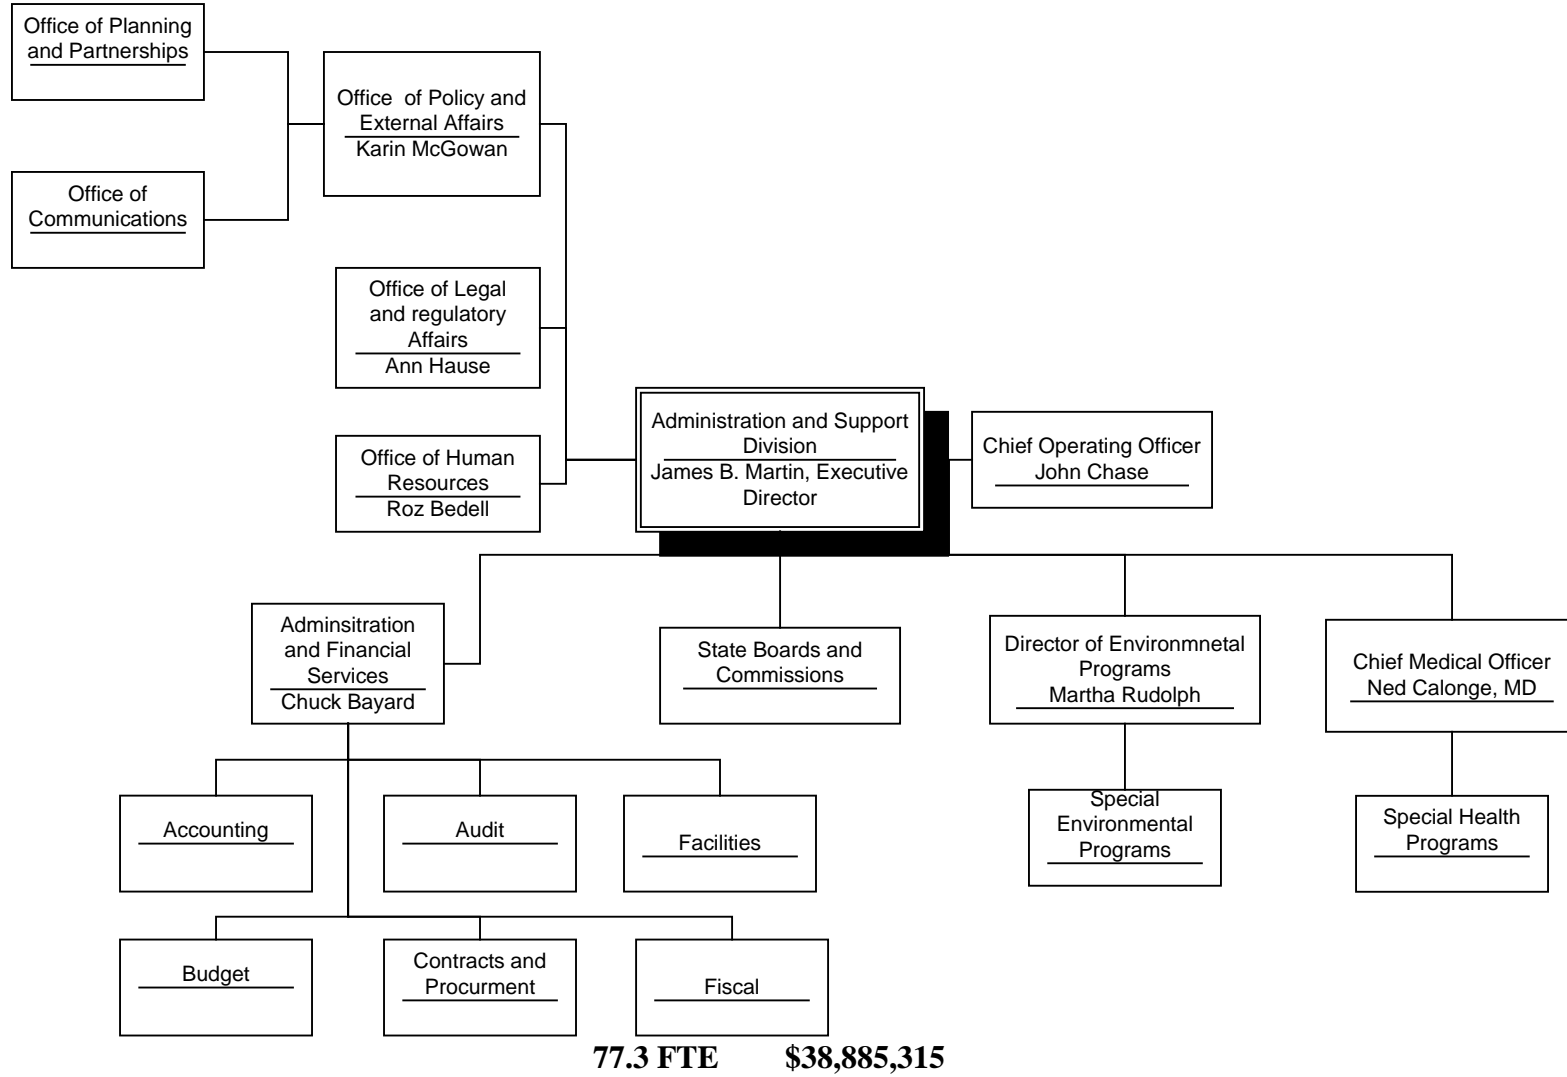 Office of Planning
and Partnerships
Office of Policy and
External Affairs
Karin McGowan
Office of
Communications
Office of Legal
and regulatory
Affairs
Ann Hause
Office of Human
Resources
Roz Bedell
Administration and Support
Division
James B. Martin, Executive
Director
Chief Operating Officer
John Chase
Adminsitration
and Financial
Services
Chuck Bayard
State Boards and
Commissions
Director of Environmnetal
Programs
Martha Rudolph
Chief Medical Officer
Ned Calonge, MD
Accounting
Audit
Facilities
Special
Environmental
Programs
Special Health
Programs
Budget
Contracts and
Procurment
Fiscal
77.3 FTE $38,885,315